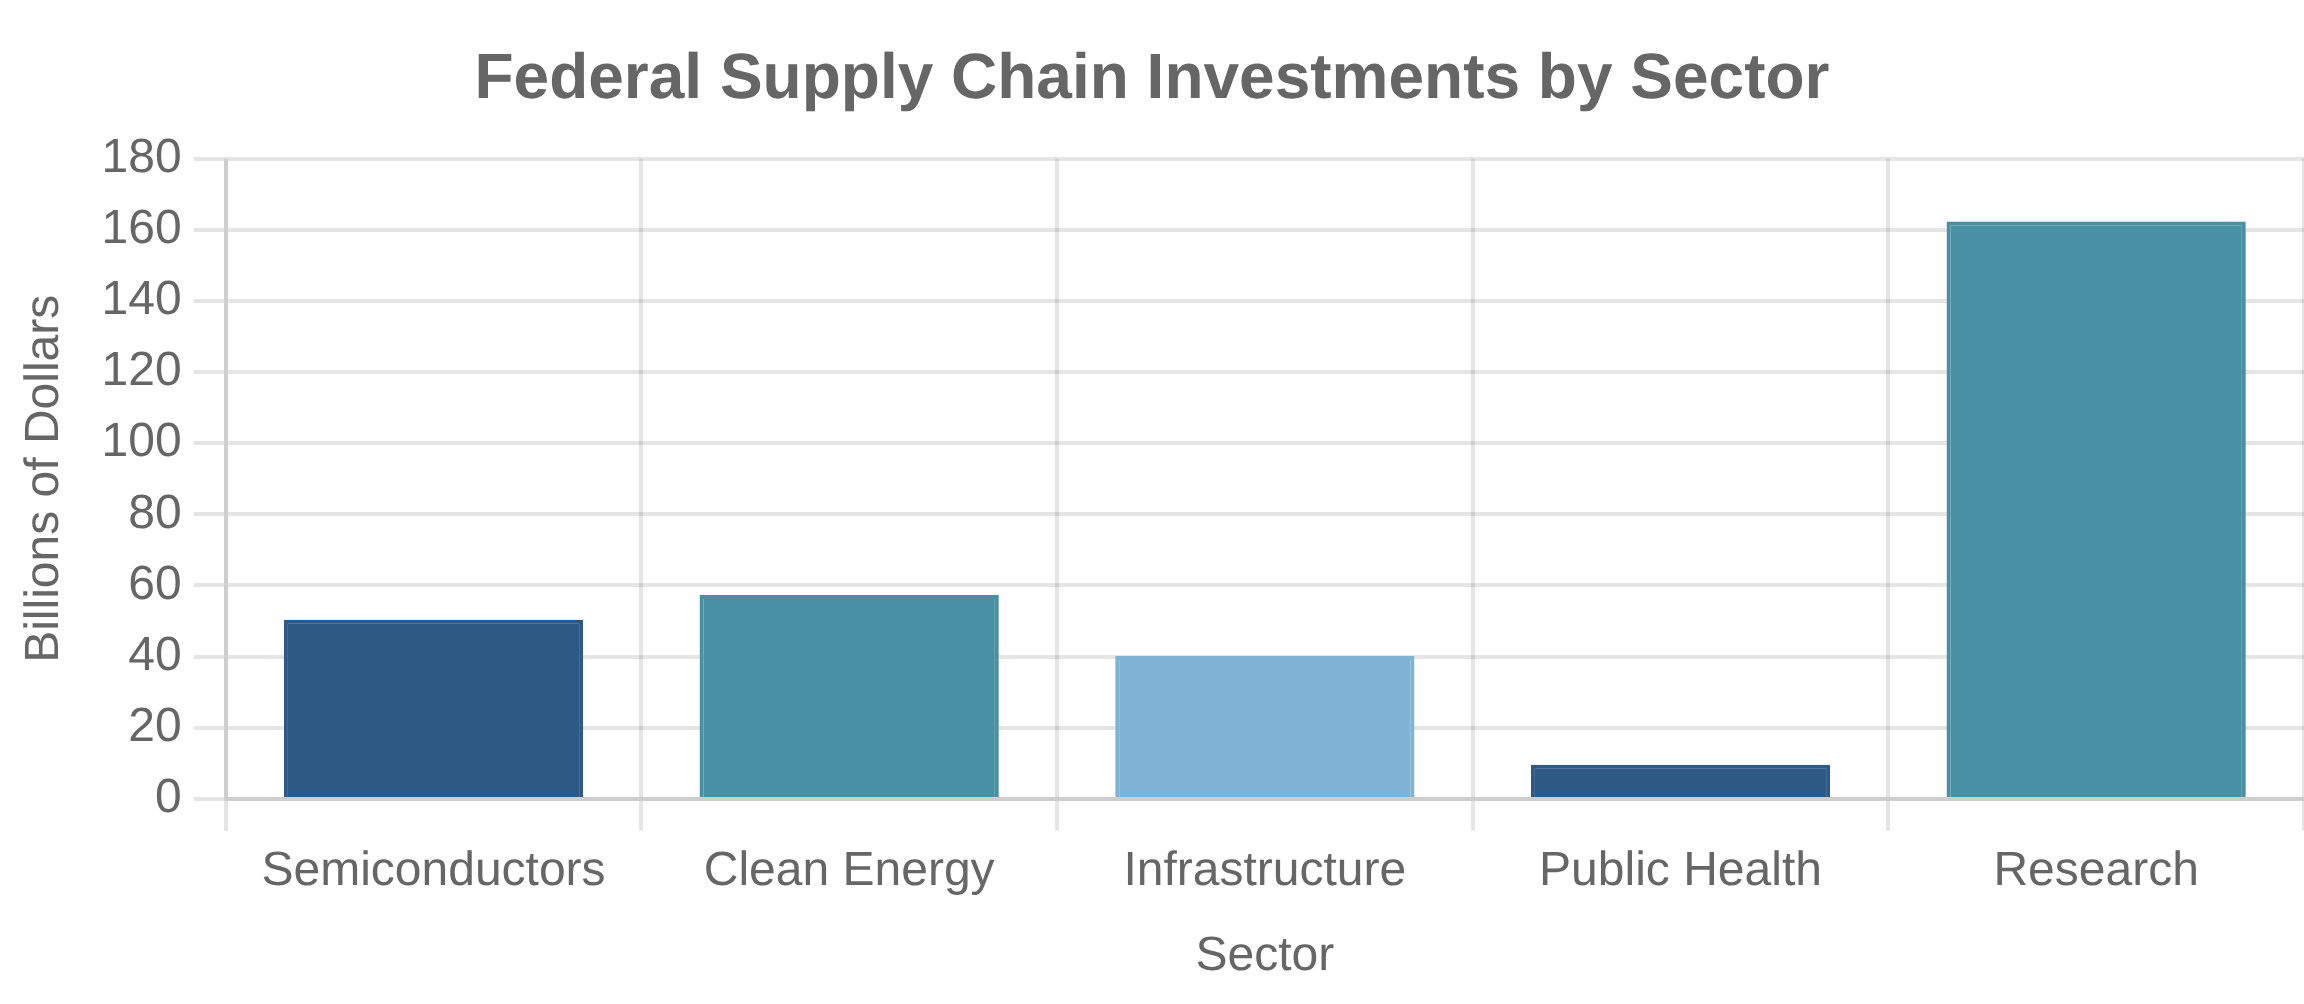 Federal Supply Chain Investments by Sector
180
160
140
120
100
80
60
40
20
0
Billions of Dollars
Semiconductors Clean Energy Infrastructure Public Health Research
Sector